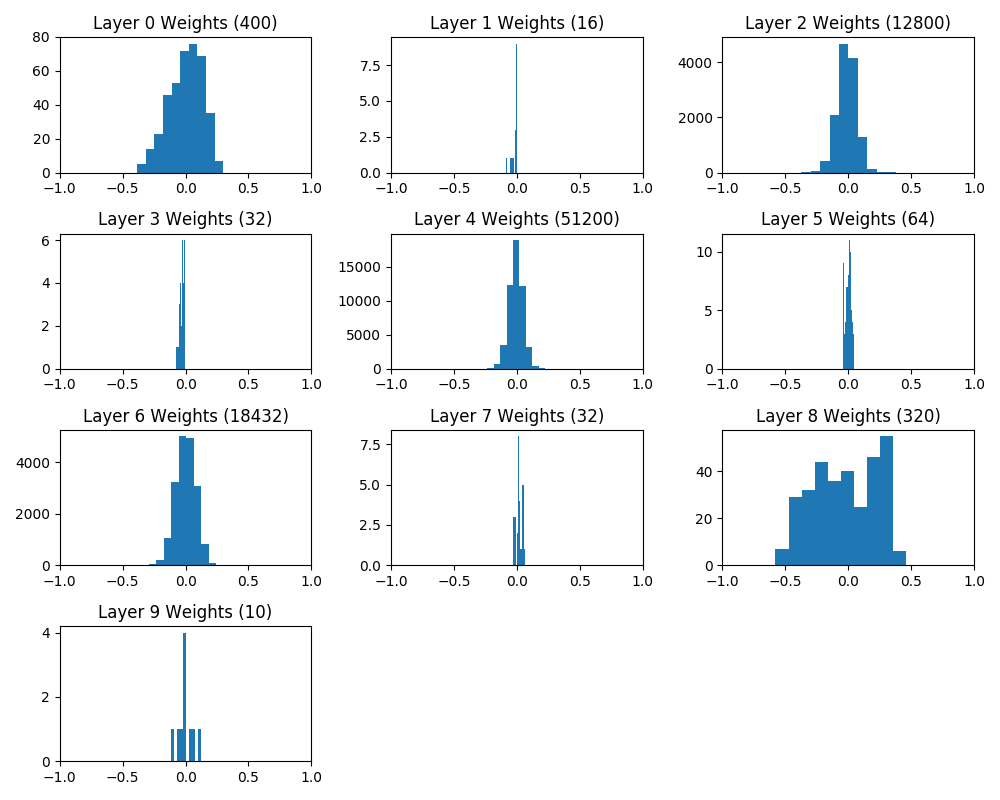 Layer 0 Weights (400)
80
60
40
20
0
−1.0 −0.5 0.0 0.5 1.0
Layer 1 Weights (16)
7.5
5.0
2.5
0.0
−1.0 −0.5 0.0 0.5 1.0
Layer 2 Weights (12800)
4000
2000
0
−1.0 −0.5 0.0 0.5 1.0
Layer 3 Weights (32)
6
4
2
0
−1.0 −0.5 0.0 0.5 1.0
Layer 4 Weights (51200)
15000
10000
5000
0
−1.0 −0.5 0.0 0.5 1.0
Layer 5 Weights (64)
10
5
0
−1.0 −0.5 0.0 0.5 1.0
Layer 6 Weights (18432)
4000
2000
0
−1.0 −0.5 0.0 0.5 1.0
Layer 7 Weights (32)
7.5
5.0
2.5
0.0
−1.0 −0.5 0.0 0.5 1.0
Layer 8 Weights (320)
40
20
0
−1.0 −0.5 0.0 0.5 1.0
Layer 9 Weights (10)
4
2
0
−1.0 −0.5 0.0 0.5 1.0